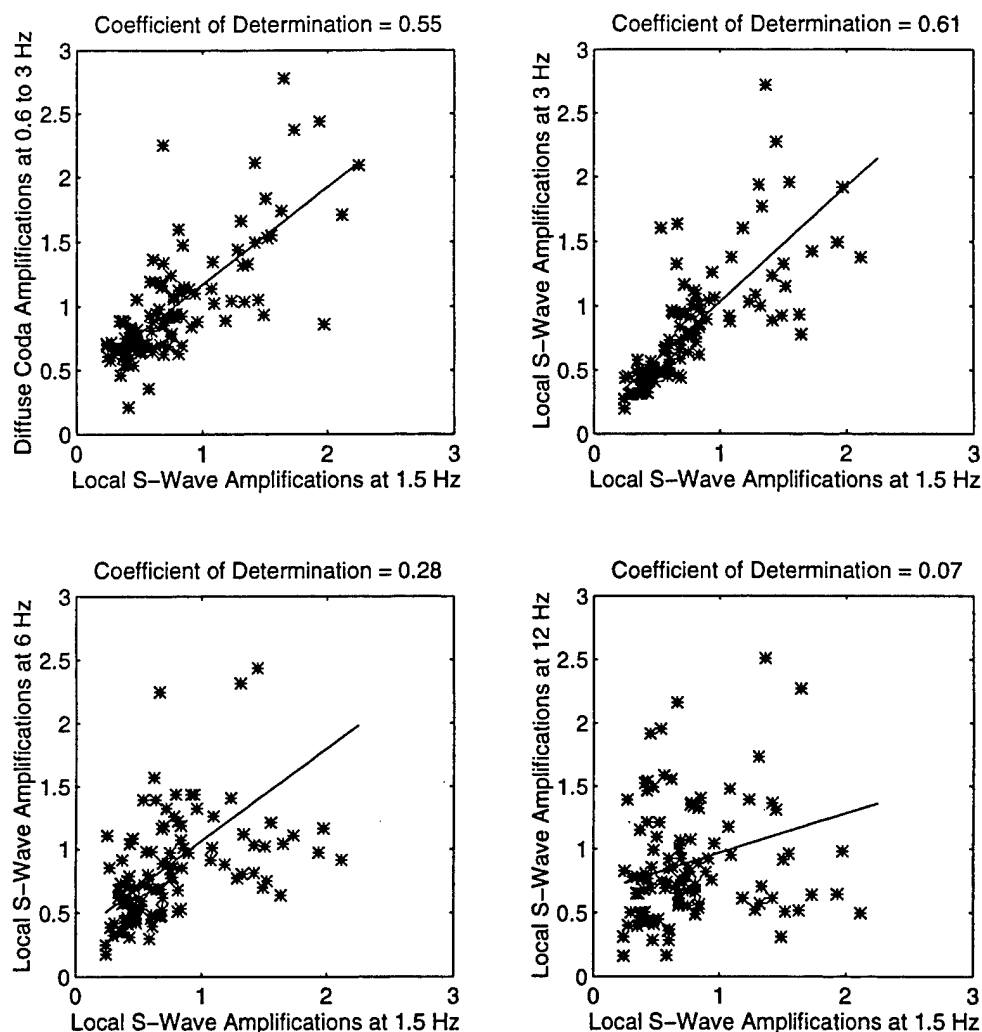 Coefficient of Determination = 0.55
Diffuse Coda Amplifications at 0.6 to 3 Hz
3
2.5
2
1.5
1
0.5
0
0 1 2 3
Local S-Wave Amplifications at 1.5 Hz
Coefficient of Determination = 0.61
Local S-Wave Amplifications at 3 Hz
3
2.5
2
1.5
1
0.5
0
0 1 2 3
Local S-Wave Amplifications at 1.5 Hz
Coefficient of Determination = 0.28
Local S-Wave Amplifications at 6 Hz
3
2.5
2
1.5
1
0.5
0
0 1 2 3
Local S-Wave Amplifications at 1.5 Hz
Coefficient of Determination = 0.07
Local S-Wave Amplifications at 12 Hz
3
2.5
2
1.5
1
0.5
0
0 1 2 3
Local S-Wave Amplifications at 1.5 Hz